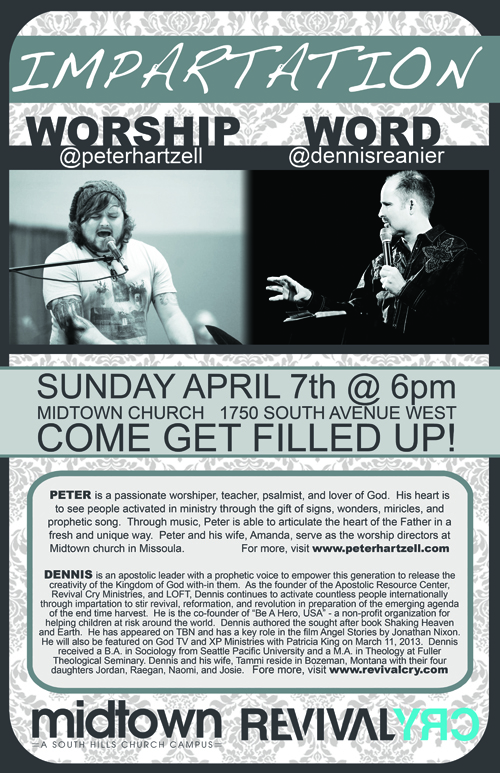 IMPARTATION
WORSHIP WORD
@peterhartzell @dennisreanier
SUNDAY APRIL 7th @ 6pm
MIDTOWN CHURCH 1750 SOUTH AVENUE WEST
COME GET FILLED UP!
PETER is a passionate worshiper, teacher, psalmist, and lover of God. His heart is
to see people activated in ministry through the gift of signs, wonders, miricles, and
prophetic song. Through music, Peter is able to articulate the heart of the Father in a
fresh and unique way. Peter and his wife, Amanda, serve as the worship directors at
Midtown church in Missoula. For more, visit www.peterhartzell.com
DENNIS is an apostolic leader with a prophetic voice to empower this generation to release the
creativity of the Kingdom of God with-in them. As the founder of the Apostolic Resource Center,
Revival Cry Ministries, and LOFT, Dennis continues to activate countless people internationally
through impartation to stir revival, reformation, and revolution in preparation of the emerging agenda
of the end time harvest. He is the co-founder of "Be A Hero, USA" - a non-profit organization for
helping children at risk around the world. Dennis authored the sought after book Shaking Heaven
and Earth. He has appeared on TBN and has a key role in the film Angel Stories by Jonathan Nixon.
He will also be featured on God TV and XP Ministries with Patricia King on March 11, 2013. Dennis
received a B.A. in Sociology from Seattle Pacific University and a M.A. in Theology at Fuller
Theological Seminary. Dennis and his wife, Tammi reside in Bozeman, Montana with their four
daughters Jordan, Raegan, Naomi, and Josie. Fore more, visit www.revivalcry.com
midtown REVIVALCRY
A SOUTH HILLS CHURCH CAMPUS